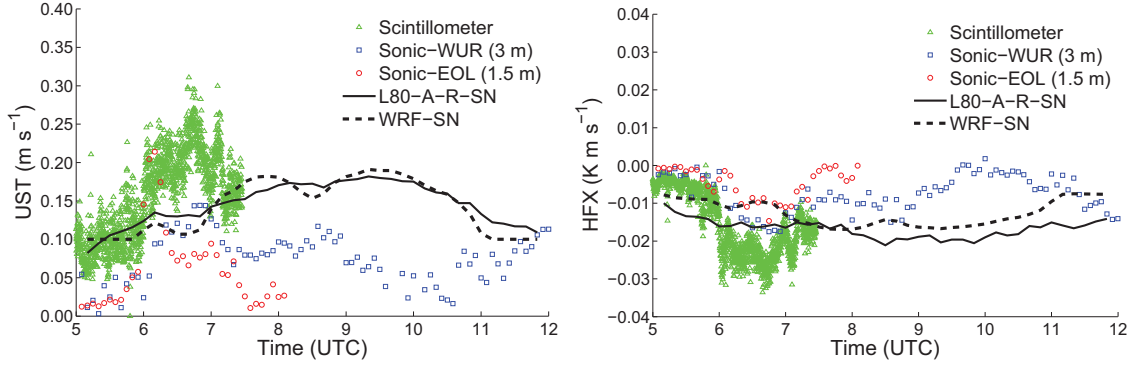 0.40
0.35
0.30
0.25
0.20
0.15
0.10
0.05
0.00
UST (m s⁻¹)
5 6 7 8 9 10 11 12
Time (UTC)
Scintillometer
Sonic−WUR (3 m)
Sonic−EOL (1.5 m)
L80−A−R−SN
WRF−SN
0.04
0.03
0.02
0.01
0.00
−0.01
−0.02
−0.03
−0.04
HFX (K m s⁻¹)
5 6 7 8 9 10 11 12
Time (UTC)
Scintillometer
Sonic−WUR (3 m)
Sonic−EOL (1.5 m)
L80−A−R−SN
WRF−SN